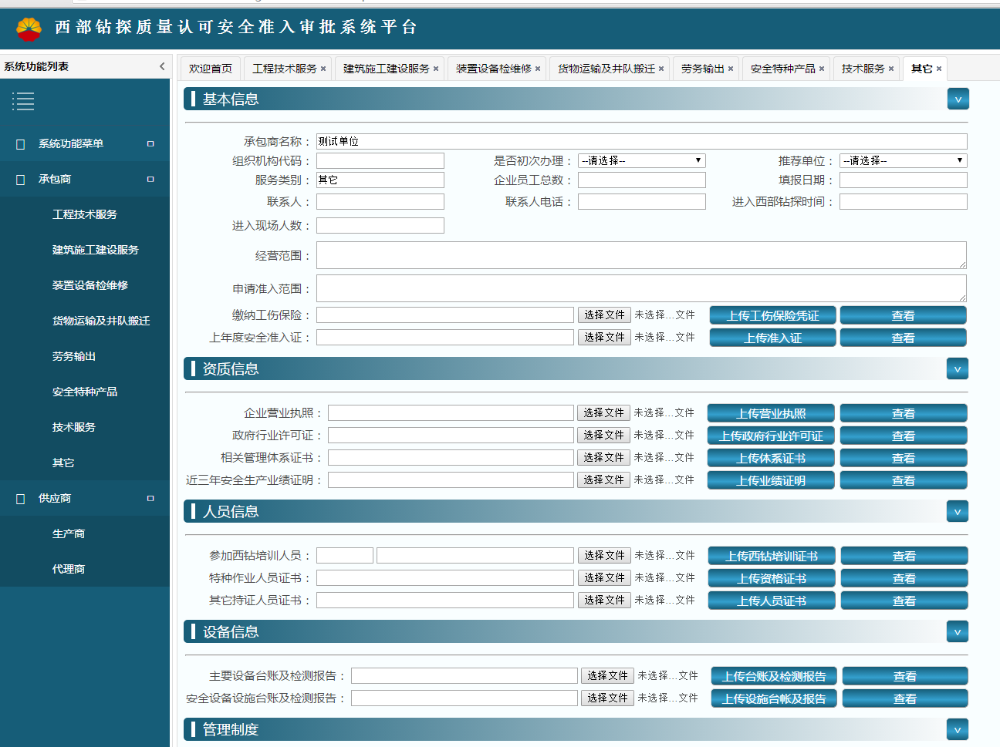 西部钻探质量认可安全准入审批系统平台
系统功能列表
欢迎首页 工程技术服务 × 建筑施工建设服务 × 装置设备检维修 × 货物运输及井队搬迁 × 劳务输出 × 安全特种产品 × 技术服务 × 其它 ×
系统功能菜单
承包商
工程技术服务
建筑施工建设服务
装置设备检维修
货物运输及井队搬迁
劳务输出
安全特种产品
技术服务
其它
供应商
生产商
代理商
基本信息
承包商名称: 测试单位
组织机构代码: 是否初次办理: --请选择-- 推荐单位: --请选择--
服务类别: 其它 企业员工总数: 填报日期:
联系人: 联系人电话: 进入西部钻探时间:
进入现场人数:
经营范围:
申请准入范围:
缴纳工伤保险: 选择文件 未选择...文件 上传工伤保险凭证 查看
上年度安全准入证: 选择文件 未选择...文件 上传准入证 查看
资质信息
企业营业执照: 选择文件 未选择...文件 上传营业执照 查看
政府行业许可证: 选择文件 未选择...文件 上传政府行业许可证 查看
相关管理体系证书: 选择文件 未选择...文件 上传体系证书 查看
近三年安全生产业绩证明: 选择文件 未选择...文件 上传业绩证明 查看
人员信息
参加西钻培训人员: 选择文件 未选择...文件 上传西钻培训证书 查看
特种作业人员证书: 选择文件 未选择...文件 上传资格证书 查看
其它持证人员证书: 选择文件 未选择...文件 上传人员证书 查看
设备信息
主要设备台账及检测报告: 选择文件 未选择...文件 上传台账及检测报告 查看
安全设备设施台账及检测报告: 选择文件 未选择...文件 上传设施台帐及报告 查看
管理制度